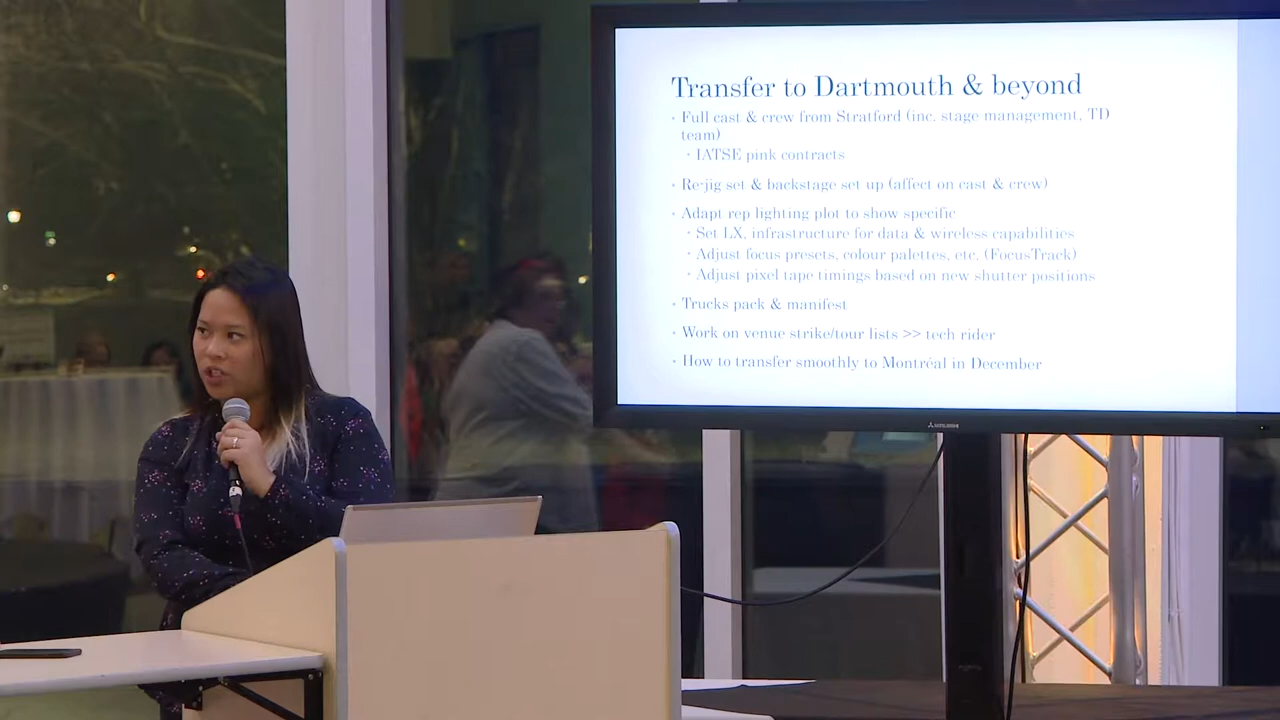 Transfer to Dartmouth & beyond
· Full cast & crew from Stratford (inc. stage management, TD
team)
· IATSE pink contracts
· Re-jig set & backstage set up (affect on cast & crew)
· Adapt rep lighting plot to show specific
· Set LX, infrastructure for data & wireless capabilities
· Adjust focus presets, colour palettes, etc. (FocusTrack)
· Adjust pixel tape timings based on new shutter positions
· Trucks pack & manifest
· Work on venue strike/tour lists >> tech rider
· How to transfer smoothly to Montréal in December
MITSUBISHI